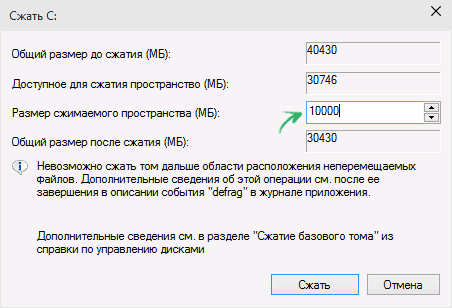 Сжать C:
Общий размер до сжатия (МБ):
40430
Доступное для сжатия пространство (МБ):
30746
Размер сжимаемого пространства (МБ):
10000
Общий размер после сжатия (МБ):
30430
Невозможно сжать том дальше области расположения неперемещаемых
файлов. Дополнительные сведения об этой операции см. после ее
завершения в описании события "defrag" в журнале приложения.
Дополнительные сведения см. в разделе "Сжатие базового тома" из
справки по управлению дисками
Сжать
Отмена